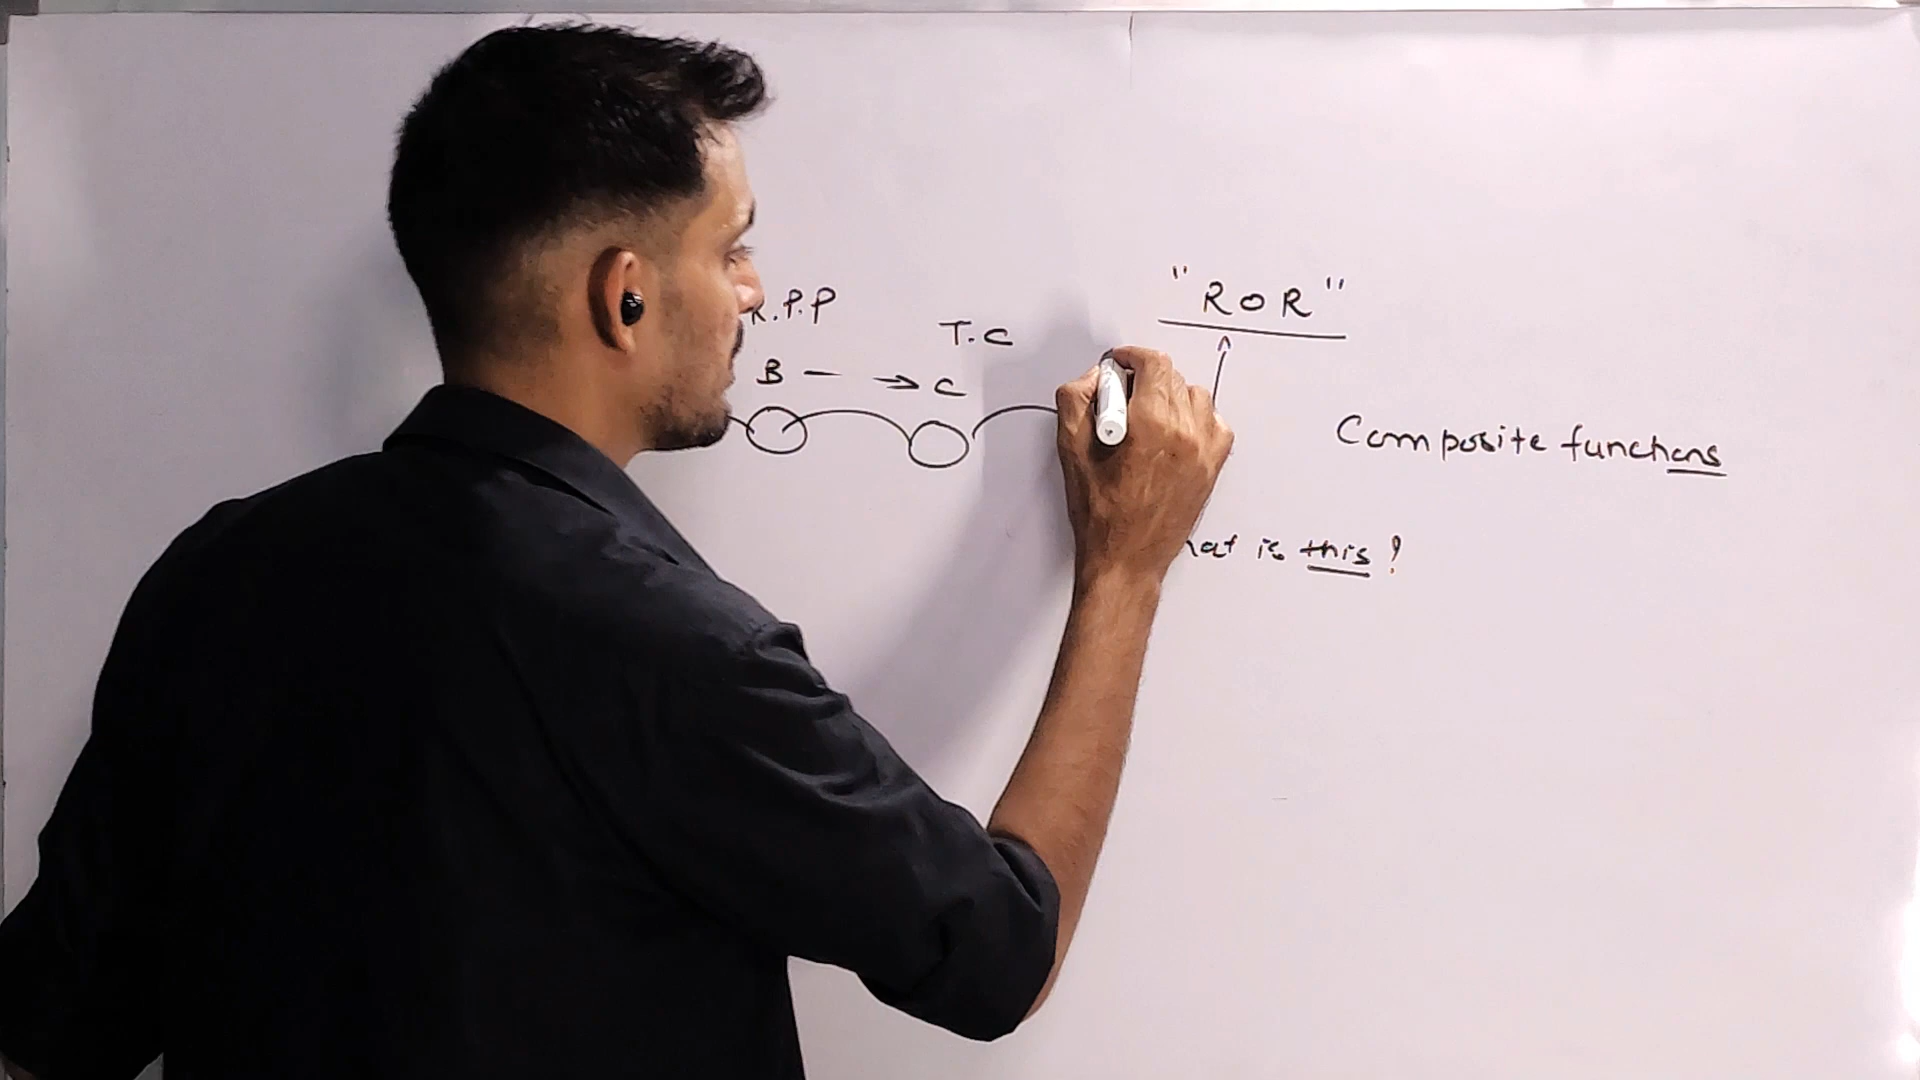 "ROR"
R.P.P
T.C
B — → C
Composite functions
is this?